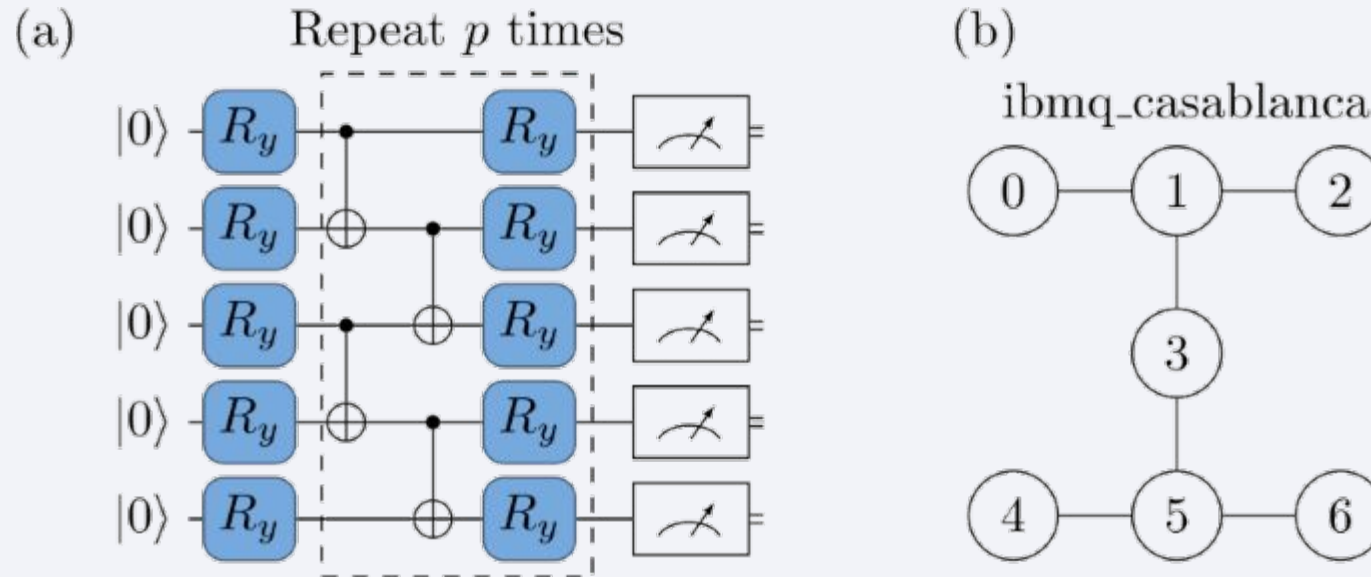 (a) Repeat p times
|0⟩ R_y R_y
|0⟩ R_y R_y
|0⟩ R_y R_y
|0⟩ R_y R_y
|0⟩ R_y R_y
(b)
ibmq_casablanca
0 1 2
3
4 5 6